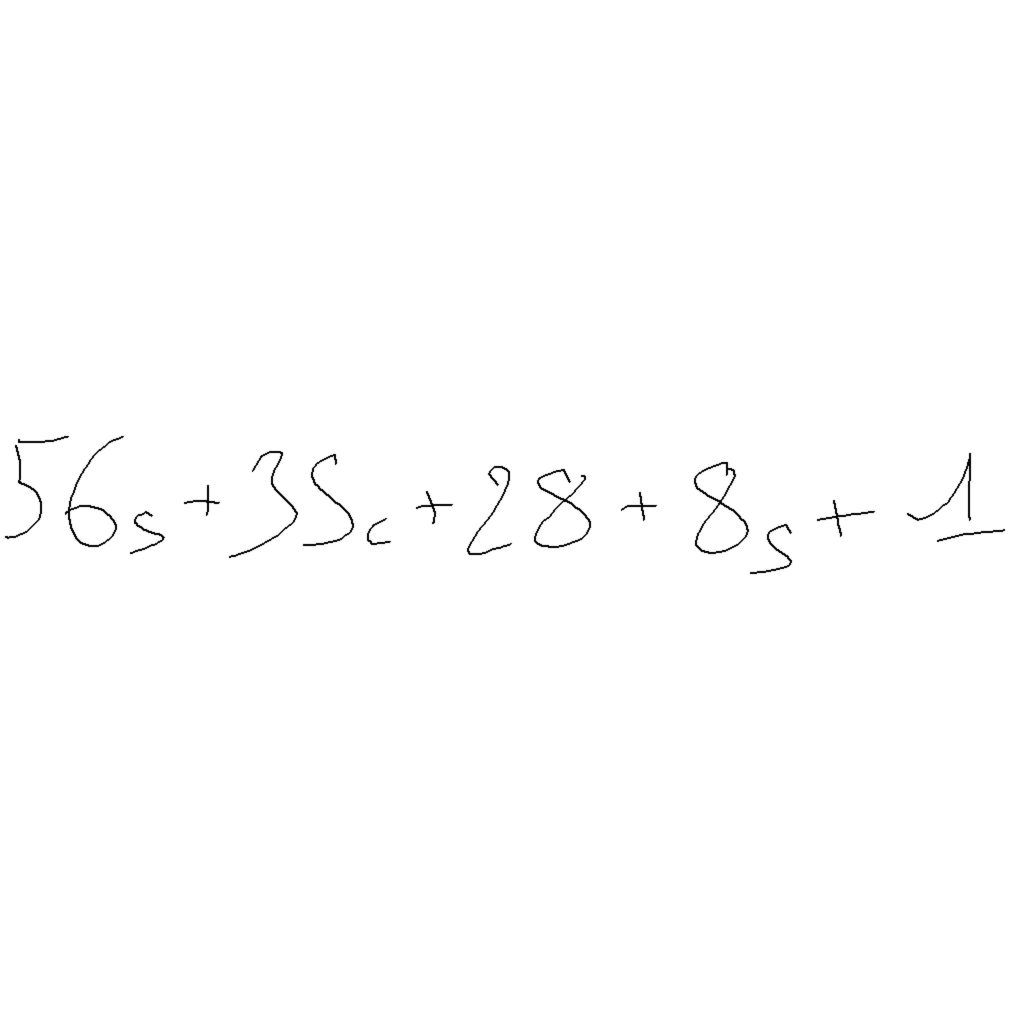 56s + 35c + 28 + 8s + 1